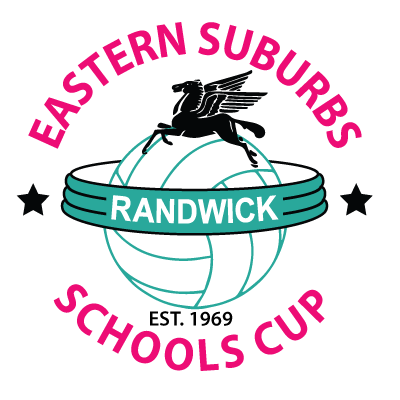 EASTERN SUBURBS
RANDWICK
EST. 1969
SCHOOLS CUP